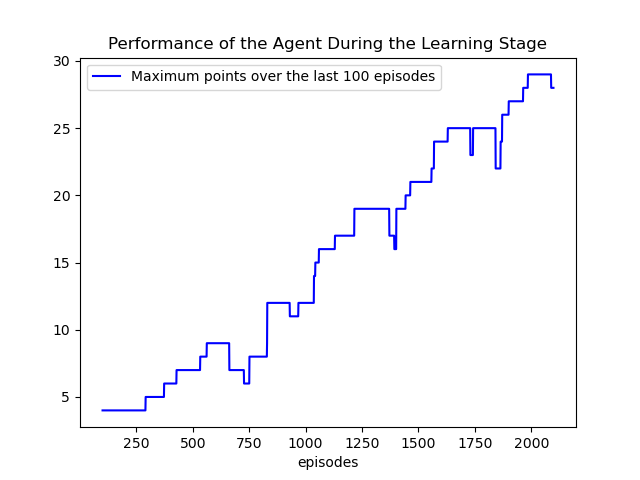 Performance of the Agent During the Learning Stage
Maximum points over the last 100 episodes
30
25
20
15
10
5
250 500 750 1000 1250 1500 1750 2000
episodes